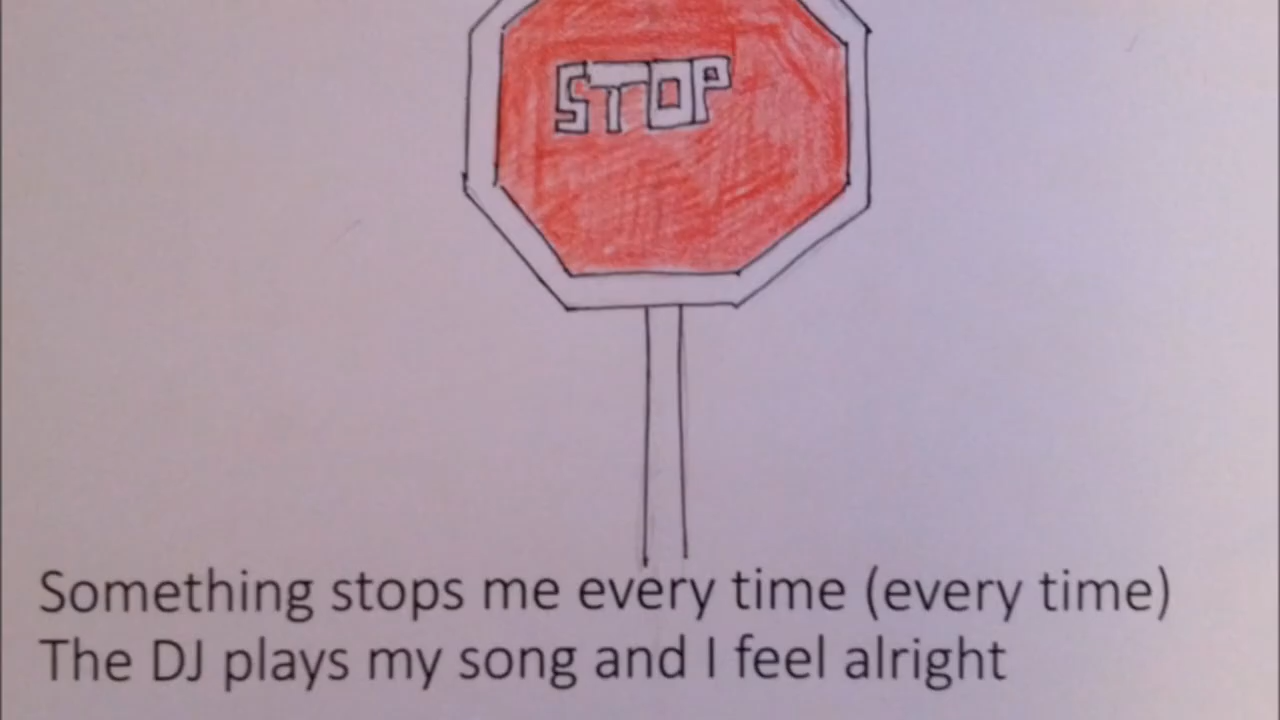 STOP
Something stops me every time (every time)
The DJ plays my song and I feel alright